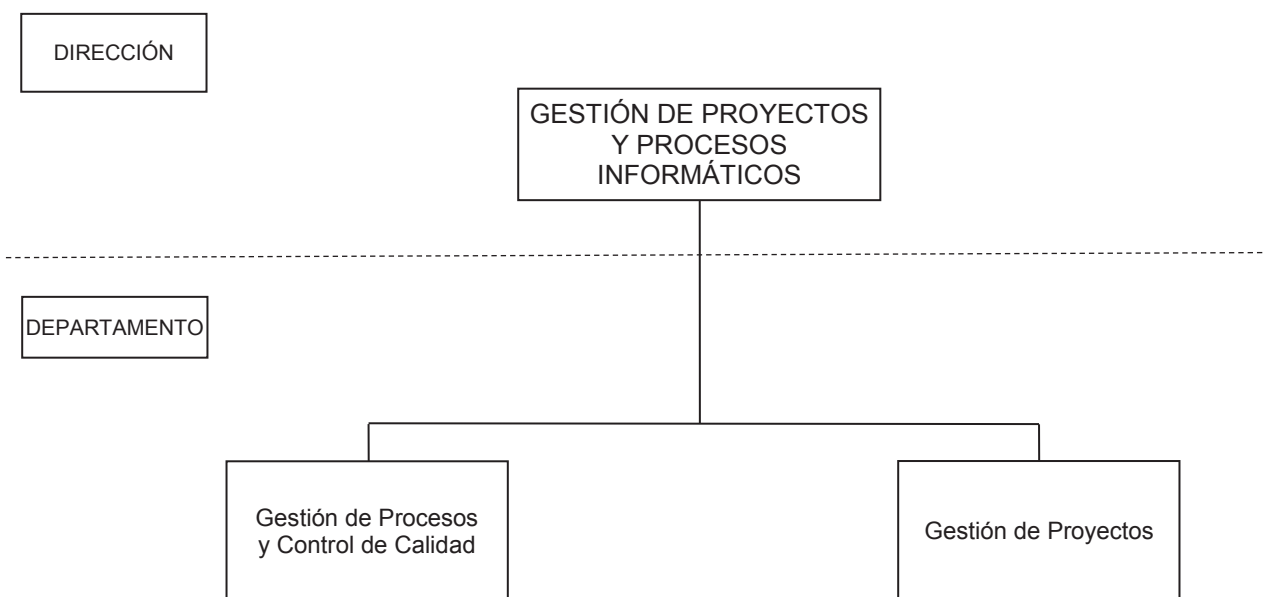 DIRECCIÓN
GESTIÓN DE PROYECTOS
Y PROCESOS
INFORMÁTICOS
DEPARTAMENTO
Gestión de Procesos
y Control de Calidad
Gestión de Proyectos